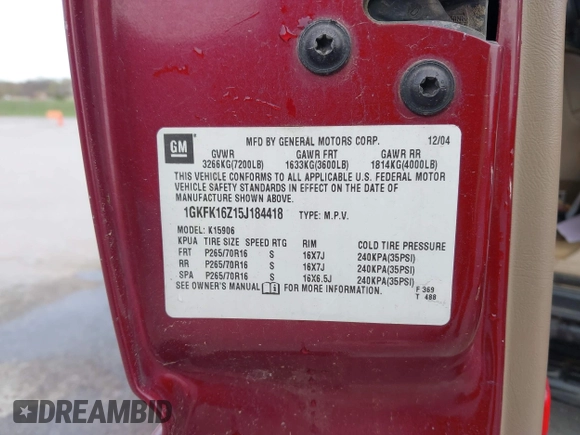 GM
MFD BY GENERAL MOTORS CORP. 12/04
GVWR GAWR FRT GAWR RR
3266KG(7200LB) 1633KG(3600LB) 1814KG(4000LB)
THIS VEHICLE CONFORMS TO ALL APPLICABLE U.S. FEDERAL MOTOR
VEHICLE SAFETY STANDARDS IN EFFECT ON THE DATE OF
MANUFACTURE SHOWN ABOVE.
1GKFK16Z15J184418 TYPE: M.P.V.
MODEL: K15906
KPUA TIRE SIZE SPEED RTG RIM COLD TIRE PRESSURE
FRT P265/70R16 S 16X7J 240KPA(35PSI)
RR P265/70R16 S 16X7J 240KPA(35PSI)
SPA P265/70R16 S 16X6.5J 240KPA(35PSI)
SEE OWNER'S MANUAL FOR MORE INFORMATION.
F 369
T 488
DREAMBID